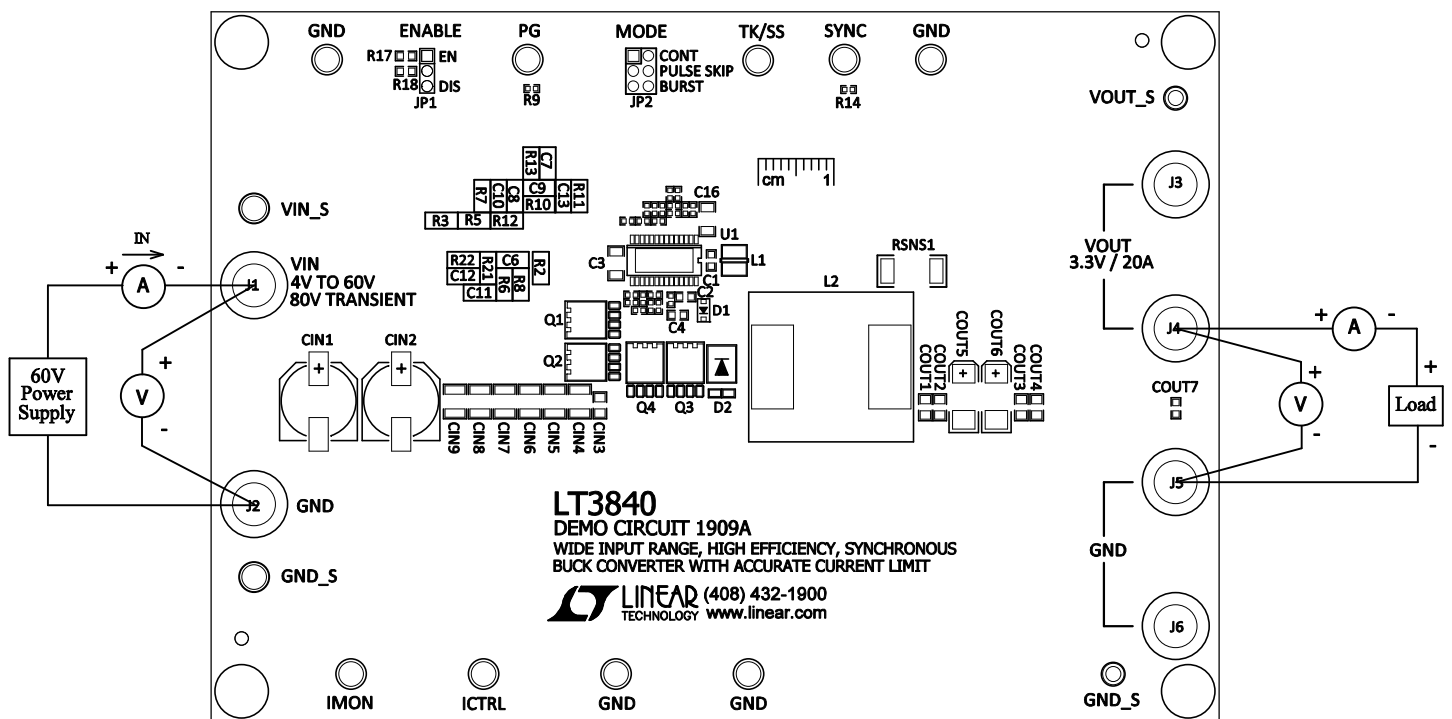 GND
ENABLE
PG
MODE
TK/SS
SYNC
GND
R17
EN
CONT
PULSE SKIP
R18
DIS
BURST
JP1
R9
JP2
R14
VOUT_S
cm 1
R13
C7
R7
C10
C8
C9
R10
C13
R11
R3
R5
R12
C16
J3
VIN_S
U1
RSNS1
VOUT
3.3V / 20A
IN
+
A
-
J1
VIN
4V TO 60V
80V TRANSIENT
R22
C12
R21
C6
C11
R6
R8
R2
C3
C1
L1
C2
D1
C4
L2
Q1
Q2
Q4
Q3
D2
CIN1
CIN2
+
+
COUT5
COUT6
+
+
COUT1
COUT2
COUT3
COUT4
J4
+
A
-
COUT7
60V
Power
Supply
+
V
-
+
V
-
+
Load
-
CIN9
CIN8
CIN7
CIN6
CIN5
CIN4
CIN3
J2
GND
J5
LT3840
DEMO CIRCUIT 1909A
WIDE INPUT RANGE, HIGH EFFICIENCY, SYNCHRONOUS
BUCK CONVERTER WITH ACCURATE CURRENT LIMIT
GND
GND_S
LINEAR
TECHNOLOGY
(408) 432-1900
www.linear.com
J6
IMON
ICTRL
GND
GND
GND_S